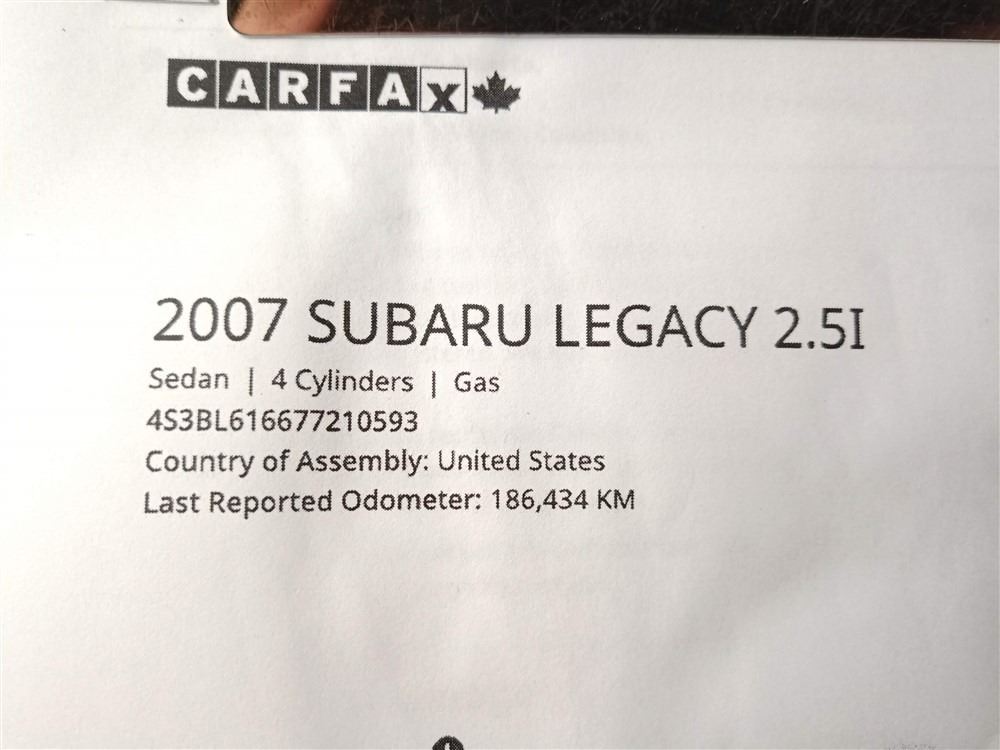 CARFAX
2007 SUBARU LEGACY 2.5I
Sedan | 4 Cylinders | Gas
4S3BL616677210593
Country of Assembly: United States
Last Reported Odometer: 186,434 KM